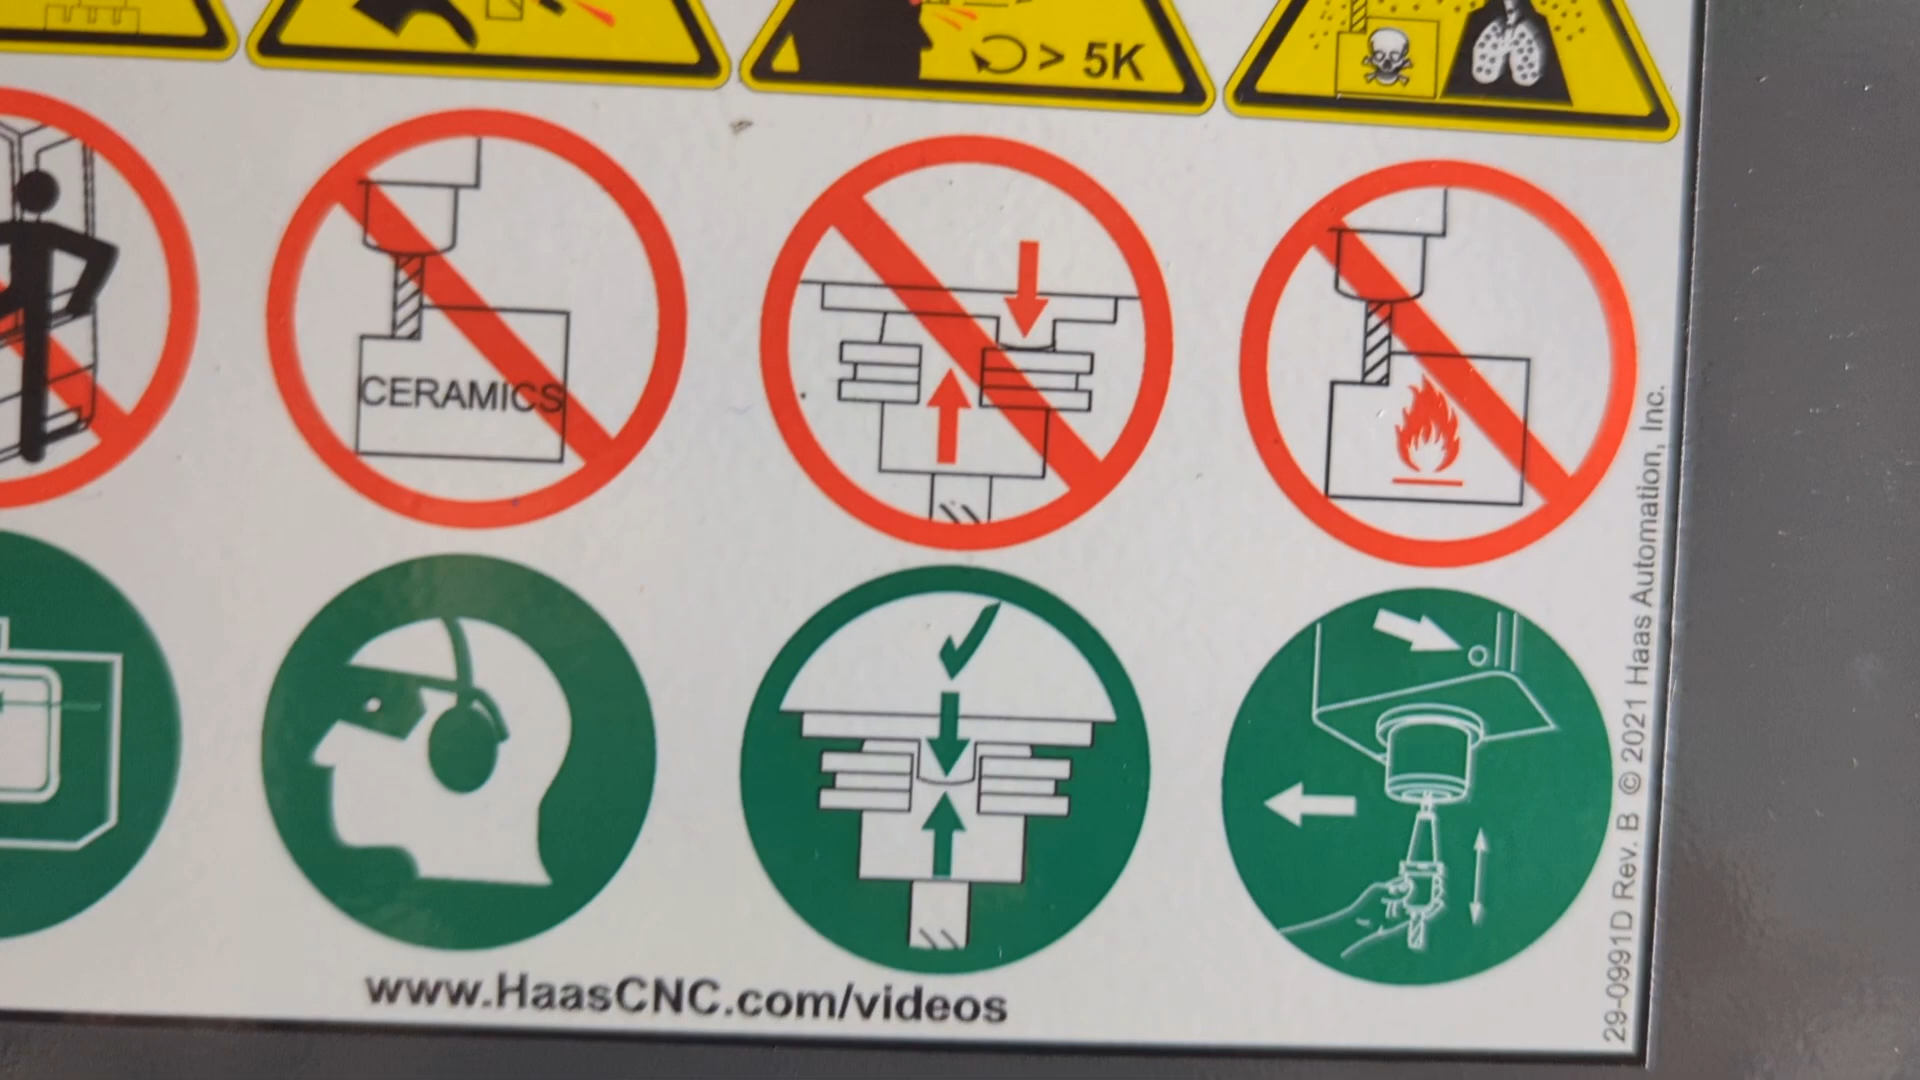 > 5K
CERAMICS
www.HaasCNC.com/videos
29-0991D Rev. B © 2021 Haas Automation, Inc.